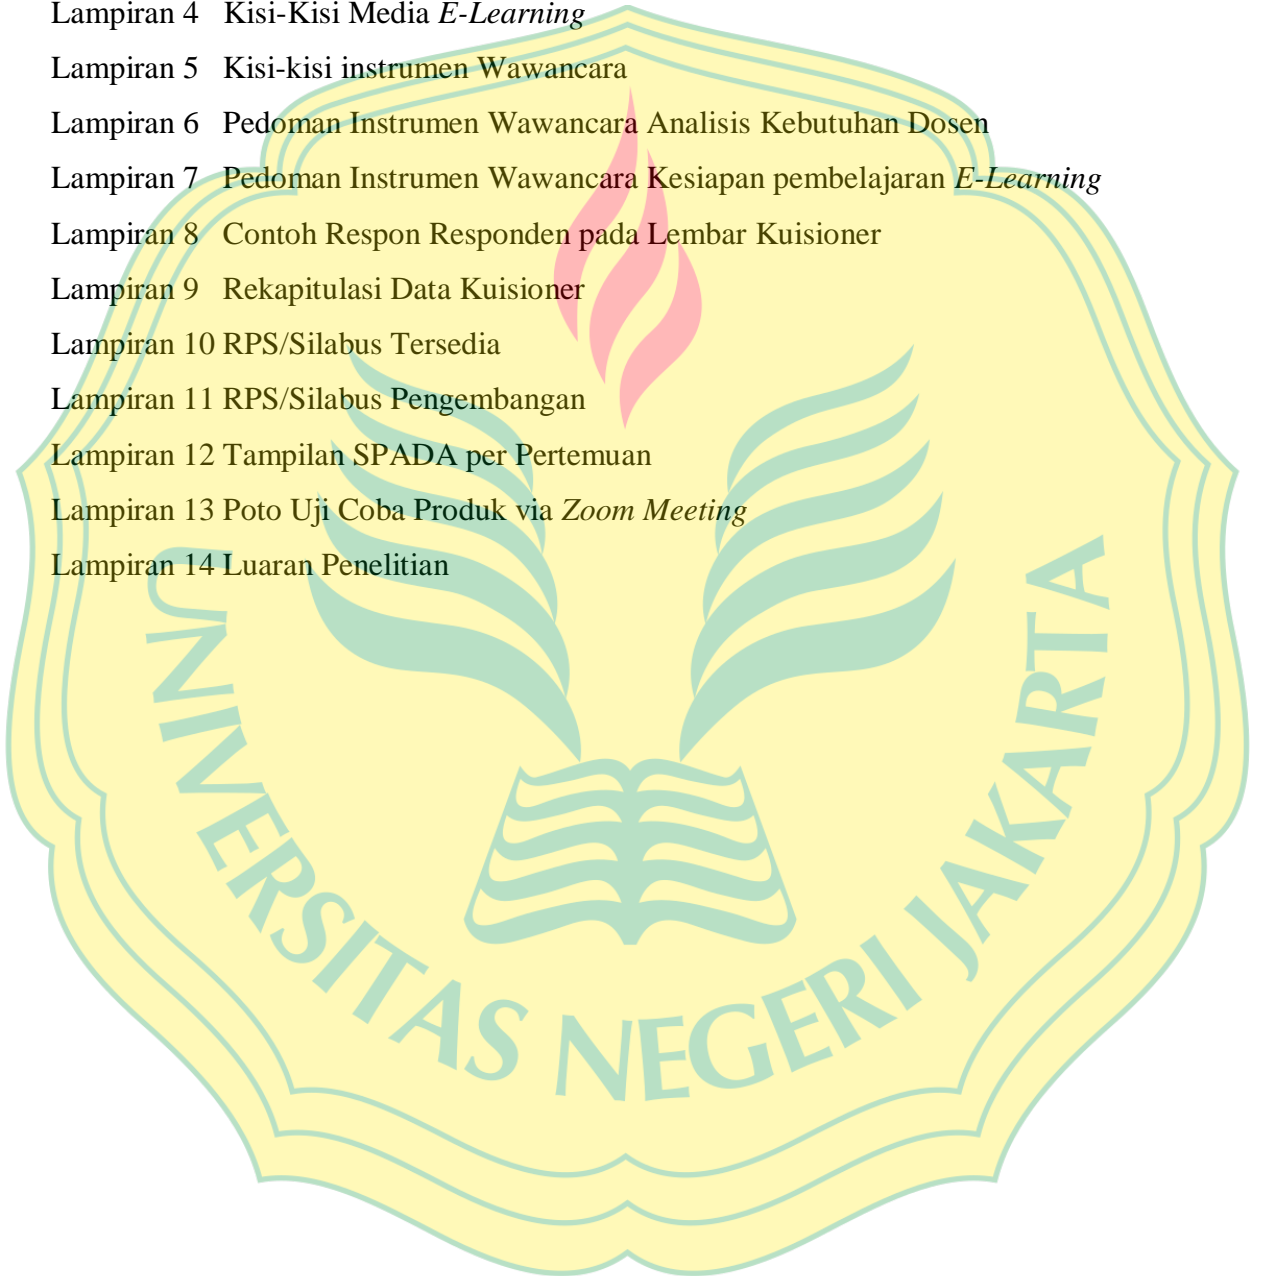 Lampiran 4 Kisi-Kisi Media E-Learning
Lampiran 5 Kisi-kisi instrumen Wawancara
Lampiran 6 Pedoman Instrumen Wawancara Analisis Kebutuhan Dosen
Lampiran 7 Pedoman Instrumen Wawancara Kesiapan pembelajaran E-Learning
Lampiran 8 Contoh Respon Responden pada Lembar Kuisioner
Lampiran 9 Rekapitulasi Data Kuisioner
Lampiran 10 RPS/Silabus Tersedia
Lampiran 11 RPS/Silabus Pengembangan
Lampiran 12 Tampilan SPADA per Pertemuan
Lampiran 13 Poto Uji Coba Produk via Zoom Meeting
Lampiran 14 Luaran Penelitian
UNIVERSITAS NEGERI JAKARTA